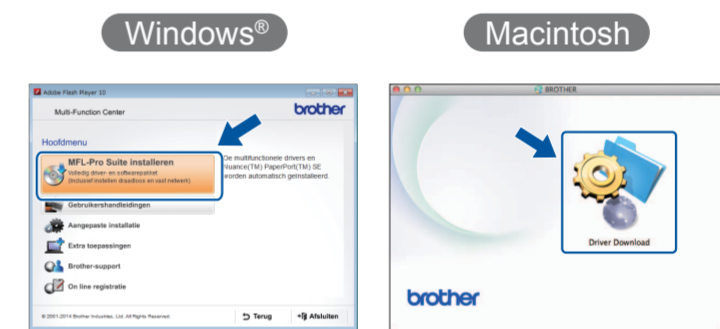 Windows®
Macintosh
Adobe Flash Player 10
Multi-Function Center
brother
Hoofdmenu
MFL-Pro Suite installeren
Volledig driver- en softwarepakket
(Inclusief instellen draadloos en vast netwerk)
De multifunctionele drivers en
Nuance(TM) PaperPort(TM) SE
worden automatisch geïnstalleerd.
Gebruikershandleidingen
Aangepaste installatie
Extra toepassingen
Brother-support
On line registratie
© 2001-2014 Brother Industries, Ltd. All Rights Reserved.
Terug
Afsluiten
BROTHER
Driver Download
brother